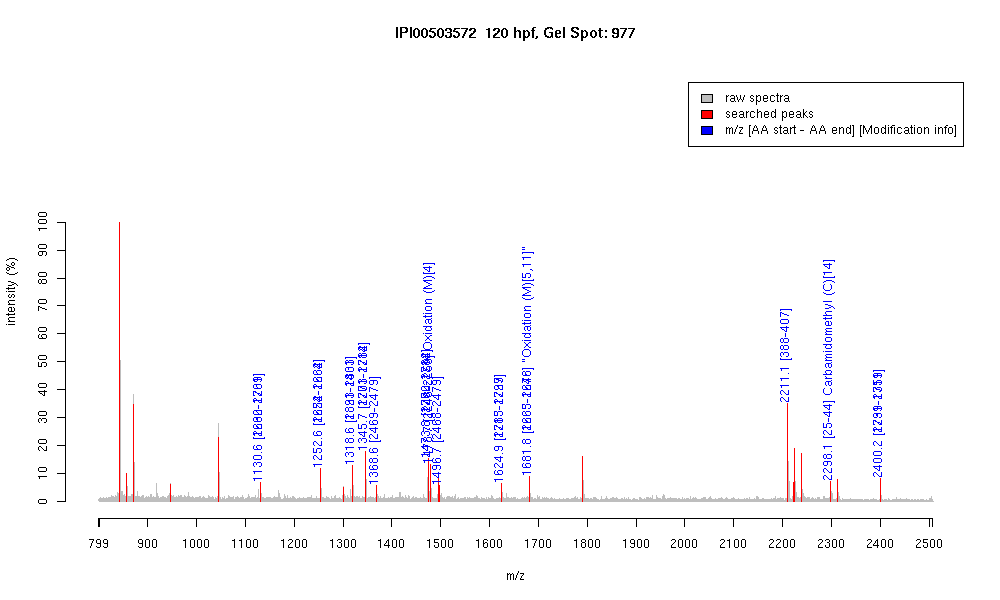 IPI00503572 120 hpf, Gel Spot: 977
raw spectra
searched peaks
m/z [AA start - AA end] [Modification info]
intensity (%)
100
90
80
70
60
50
40
30
20
10
0
1130.6
1252.6
1318.6
1345.7
1368.6 [2469-2479]
Oxidation (M)[4]
1496.7 [2468-2479]
1624.9
1681.8 "Oxidation (M)[5,11]"
2211.1 [388-407]
2298.1 [25-44] Carbamidomethyl (C)[14]
2400.2
799 900 1000 1100 1200 1300 1400 1500 1600 1700 1800 1900 2000 2100 2200 2300 2400 2500
m/z